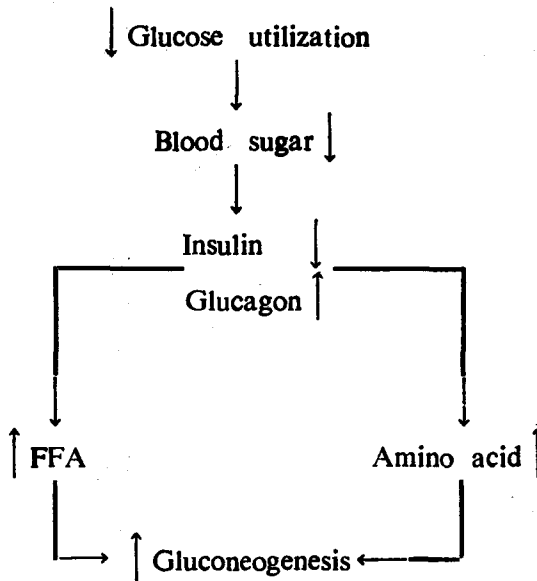 ↓ Glucose utilization
Blood sugar ↓
Insulin ↓
Glucagon ↑
↑ FFA
Amino acid ↑
↑ Gluconeogenesis